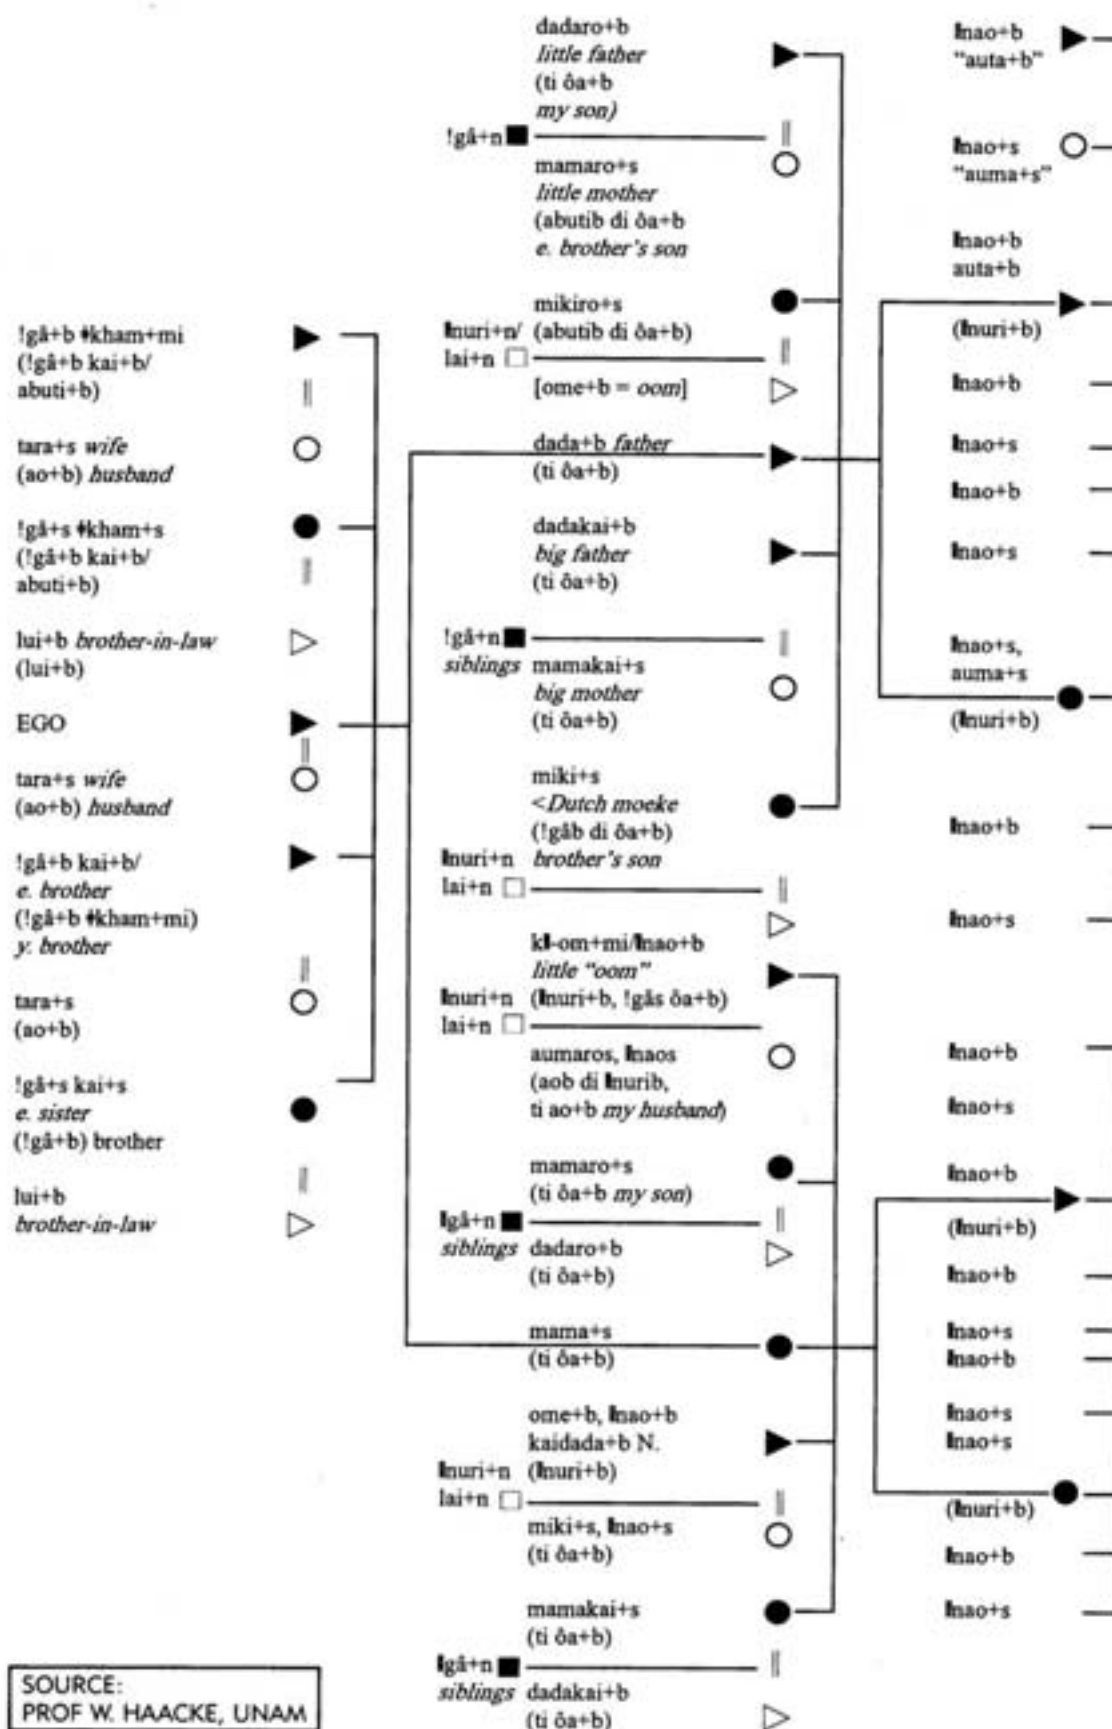 !gâ+b ǂkham+mi
(!gâ+b kai+b/
abuti+b)
tara+s wife
(ao+b) husband
!gâ+s ǂkham+s
(!gâ+b kai+b/
abuti+b)
lui+b brother-in-law
(lui+b)
EGO
tara+s wife
(ao+b) husband
!gâ+b kai+b/
e. brother
(!gâ+b ǂkham+mi)
y. brother
tara+s
(ao+b)
!gâ+s kai+s
e. sister
(!gâ+b) brother
lui+b
brother-in-law
SOURCE:
PROF W. HAACKE, UNAM
dadaro+b
little father
(ti ôa+b
my son)
!gâ+n
mamaro+s
little mother
(abutib di ôa+b
e. brother's son
mikiro+s
ǁnuri+n/ (abutib di ôa+b)
lai+n
[ome+b = oom]
dada+b father
(ti ôa+b)
dadakai+b
big father
(ti ôa+b)
!gâ+n
siblings mamakai+s
big mother
(ti ôa+b)
miki+s
<Dutch moeke
(!gâb di ôa+b)
ǁnuri+n brother's son
lai+n
kǁ-om+mi/ǁnao+b
little "oom"
ǁnuri+n (ǁnuri+b, !gâs ôa+b)
lai+n
aumaros, ǁnaos
(aob di ǁnurib,
ti ao+b my husband)
mamaro+s
(ti ôa+b my son)
ǁgâ+n
siblings dadaro+b
(ti ôa+b)
mama+s
(ti ôa+b)
ome+b, ǁnao+b
kaidada+b N.
ǁnuri+n (ǁnuri+b)
lai+n
miki+s, ǁnao+s
(ti ôa+b)
mamakai+s
(ti ôa+b)
ǁgâ+n
siblings dadakai+b
(ti ôa+b)
ǁnao+b
"auta+b"
ǁnao+s
"auma+s"
ǁnao+b
auta+b
(ǁnuri+b)
ǁnao+b
ǁnao+s
ǁnao+b
ǁnao+s
ǁnao+s,
auma+s
(ǁnuri+b)
ǁnao+b
ǁnao+s
ǁnao+b
ǁnao+s
ǁnao+b
(ǁnuri+b)
ǁnao+b
ǁnao+s
ǁnao+b
ǁnao+s
ǁnao+s
(ǁnuri+b)
ǁnao+b
ǁnao+s